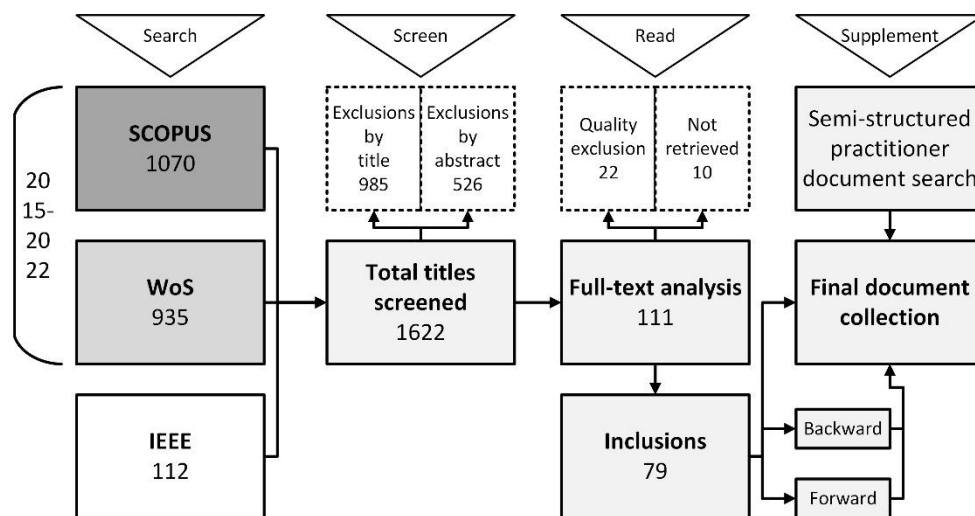 Search
Screen
Read
Supplement
20
15-
20
22
SCOPUS
1070
WoS
935
IEEE
112
Exclusions
by
title
985
Exclusions
by
abstract
526
Total titles
screened
1622
Quality
exclusion
22
Not
retrieved
10
Full-text analysis
111
Inclusions
79
Semi-structured
practitioner
document search
Final document
collection
Backward
Forward